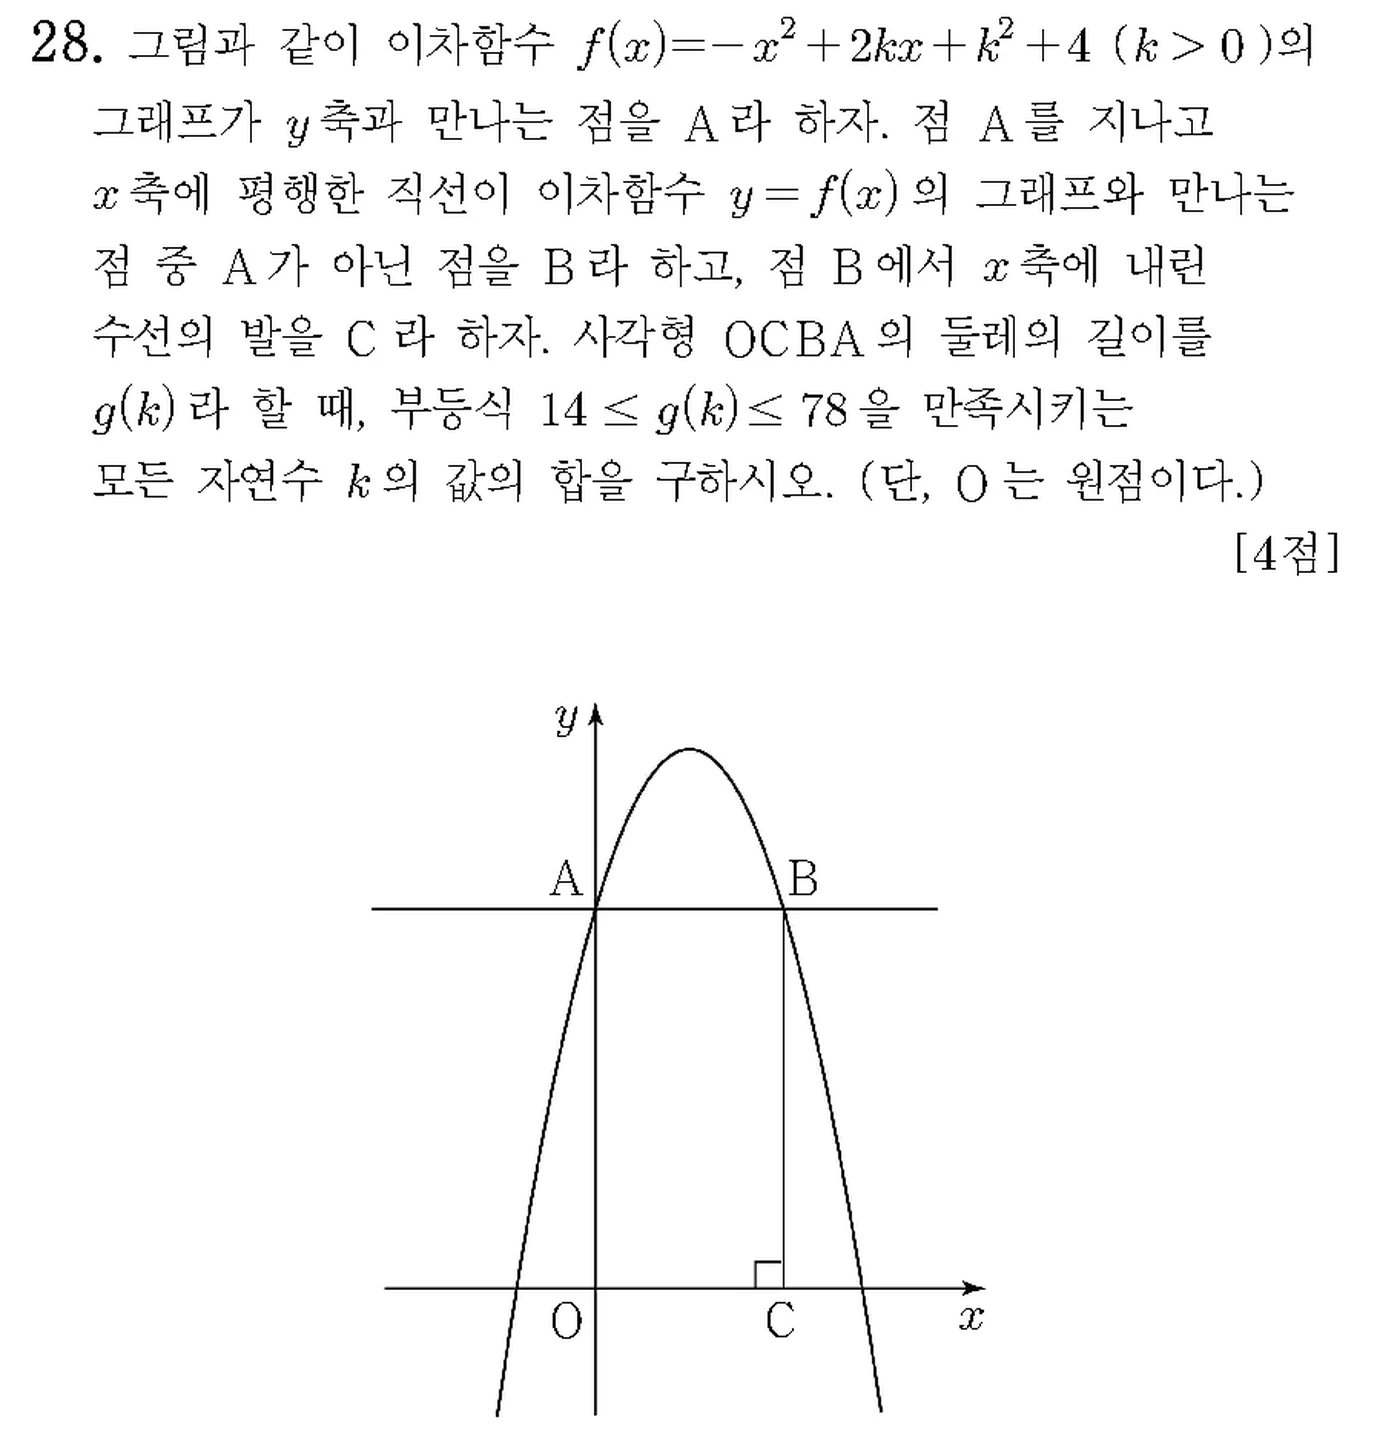 28. 그림과 같이 이차함수 f(x)=-x²+2kx+k²+4 (k>0)의
그래프가 y축과 만나는 점을 A라 하자. 점 A를 지나고
x축에 평행한 직선이 이차함수 y=f(x)의 그래프와 만나는
점 중 A가 아닌 점을 B라 하고, 점 B에서 x축에 내린
수선의 발을 C라 하자. 사각형 OCBA의 둘레의 길이를
g(k)라 할 때, 부등식 14≤g(k)≤78을 만족시키는
모든 자연수 k의 값의 합을 구하시오. (단, O는 원점이다.)
[4점]
y
A
B
O
C
x